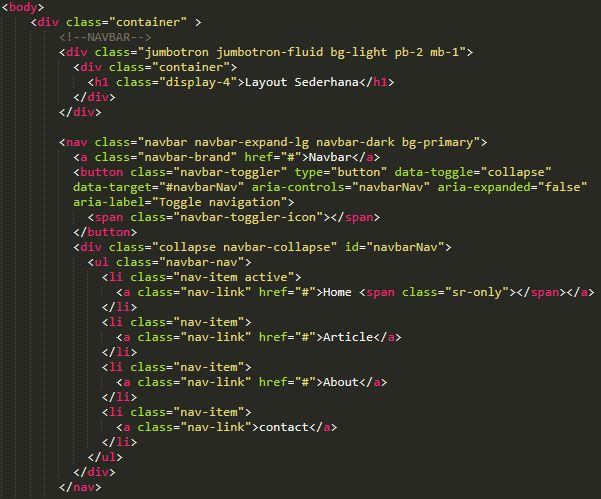 <body>
<div class="container" >
<!--NAVBAR-->
<div class="jumbotron jumbotron-fluid bg-light pb-2 mb-1">
<div class="container">
<h1 class="display-4">Layout Sederhana</h1>
</div>
</div>
<nav class="navbar navbar-expand-lg navbar-dark bg-primary">
<a class="navbar-brand" href="#">Navbar</a>
<button class="navbar-toggler" type="button" data-toggle="collapse"
data-target="#navbarNav" aria-controls="navbarNav" aria-expanded="false"
aria-label="Toggle navigation">
<span class="navbar-toggler-icon"></span>
</button>
<div class="collapse navbar-collapse" id="navbarNav">
<ul class="navbar-nav">
<li class="nav-item active">
<a class="nav-link" href="#">Home <span class="sr-only"></span></a>
</li>
<li class="nav-item">
<a class="nav-link" href="#">Article</a>
</li>
<li class="nav-item">
<a class="nav-link" href="#">About</a>
</li>
<li class="nav-item">
<a class="nav-link">contact</a>
</li>
</ul>
</div>
</nav>